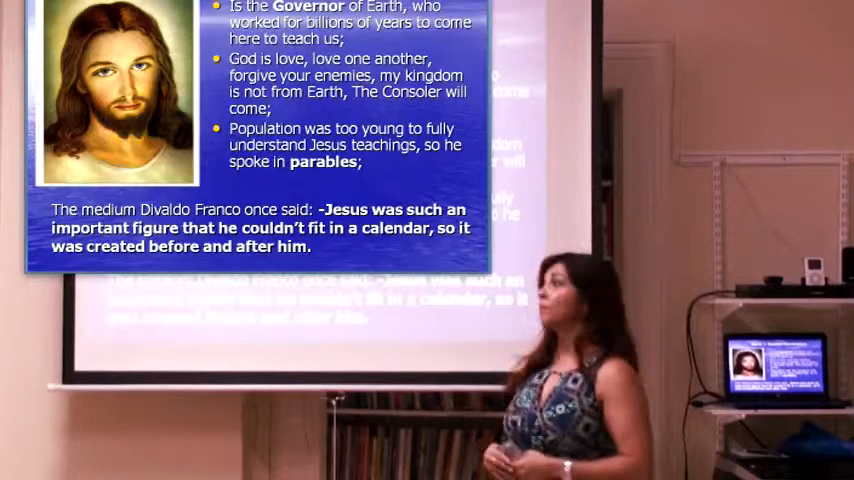 Is the Governor of Earth, who
worked for billions of years to come
here to teach us;
God is love, love one another,
forgive your enemies, my kingdom
is not from Earth, The Consoler will
come;
Population was too young to fully
understand Jesus teachings, so he
spoke in parables;
The medium Divaldo Franco once said: -Jesus was such an
important figure that he couldn't fit in a calendar, so it
was created before and after him.